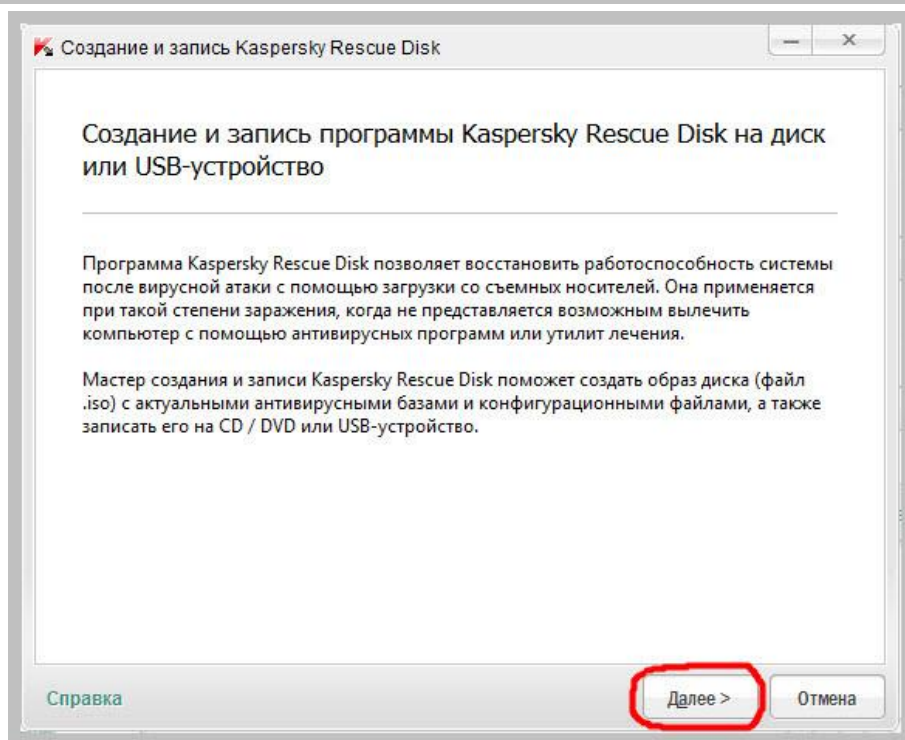 Создание и запись Kaspersky Rescue Disk
Создание и запись программы Kaspersky Rescue Disk на диск
или USB-устройство
Программа Kaspersky Rescue Disk позволяет восстановить работоспособность системы
после вирусной атаки с помощью загрузки со съемных носителей. Она применяется
при такой степени заражения, когда не представляется возможным вылечить
компьютер с помощью антивирусных программ или утилит лечения.
Мастер создания и записи Kaspersky Rescue Disk поможет создать образ диска (файл
.iso) с актуальными антивирусными базами и конфигурационными файлами, а также
записать его на CD / DVD или USB-устройство.
Справка
Далее >
Отмена